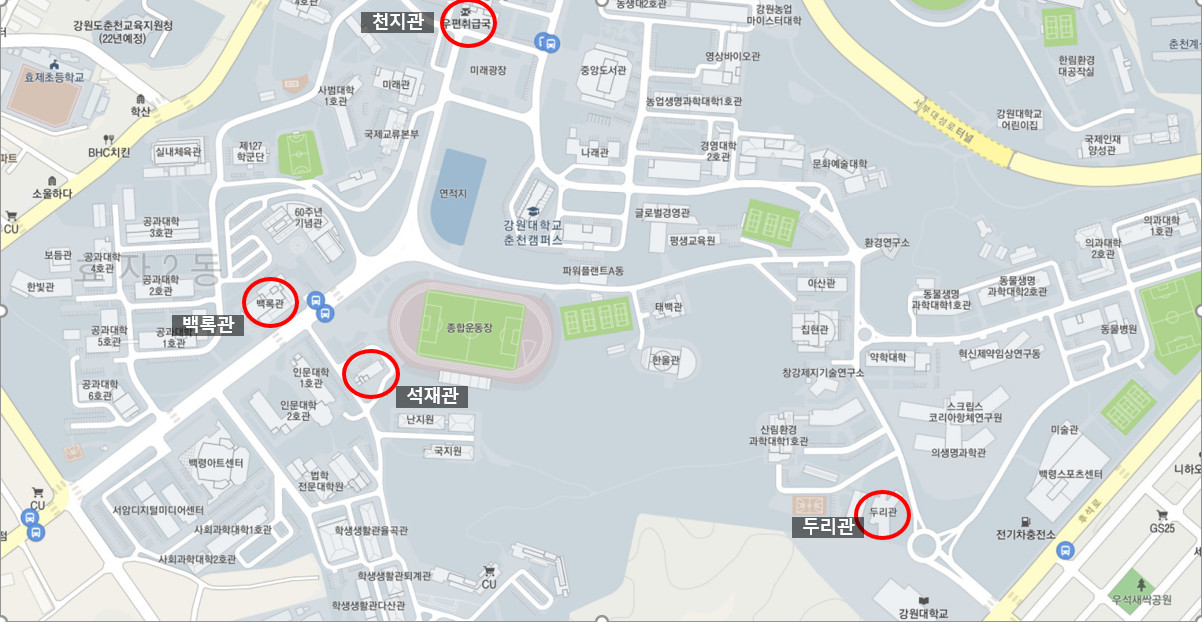 4호관
강원도춘천교육지원청
(22년예정)
천지관
우편취급국
동생대2호관
강원농업
마이스터대학
효제초등학교
학산
BHC치킨
소울하다
CU
사범대학
1호관
미래관
미래광장
국제교류본부
중앙도서관
영상바이오관
농업생명과학대학1호관
한림환경
대공작실
춘천계
서부대성로터널
강원대학교
어린이집
국제인재
양성관
실내체육관
제127
학군단
나래관
경영대학
2호관
문화예술대학
연적지
60주년
기념관
강원대학교
춘천캠퍼스
글로벌경영관
평생교육원
환경연구소
의과대학
1호관
의과대학
2호관
공과대학
3호관
보듬관
공과대학
4호관
효자2동
한빛관
공과대학
2호관
백록관
백록관
파워플랜트A동
아산관
동물생명
과학대학1호관
동물생명
과학대학2호관
태백관
종합운동장
공과대학
5호관
공과대학
1호관
집현관
동물병원
한울관
약학대학
혁신제약임상연구동
창강제지기술연구소
인문대학
1호관
공과대학
6호관
석재관
인문대학
2호관
난지원
국지원
스크립스
코리아항체연구원
의생명과학관
산림환경
과학대학1호관
미술관
백령스포츠센터
백령아트센터
법학
전문대학원
CU
서암디지털미디어센터
사회과학대학1호관
사회과학대학2호관
학생생활관율곡관
학생생활관퇴계관
학생생활관다산관
CU
두리관
두리관
전기차충전소
후석로
GS25
니하오
강원대학교
우석새싹공원